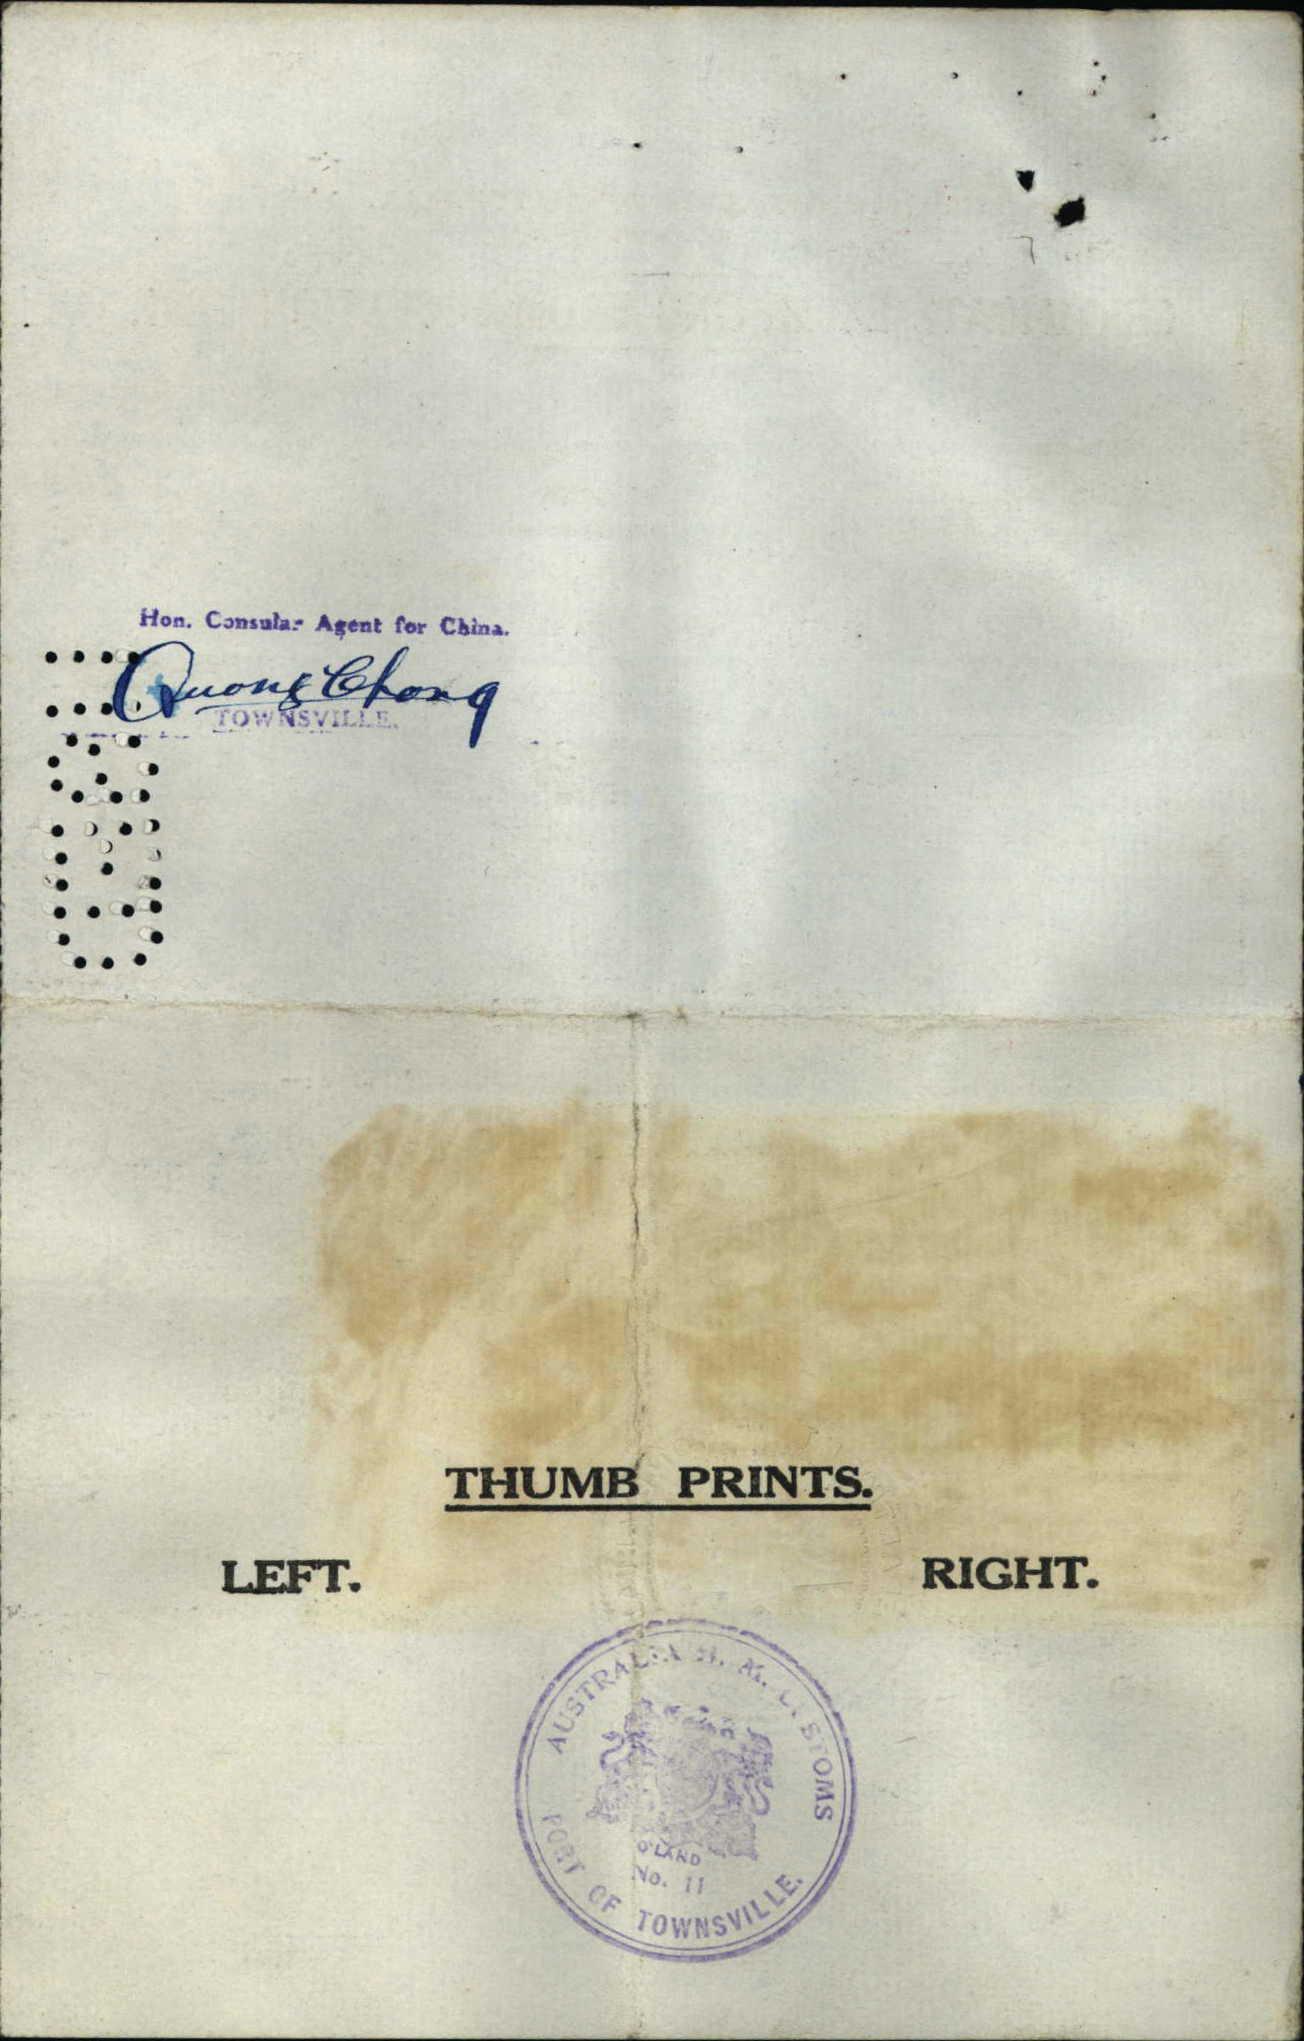 Hon. Consular Agent for China.
Quong Chong
TOWNSVILLE.
THUMB PRINTS.
LEFT.
RIGHT.
AUSTRALIA H. M. CUSTOMS
Q'LAND
No. 11
PORT OF TOWNSVILLE.